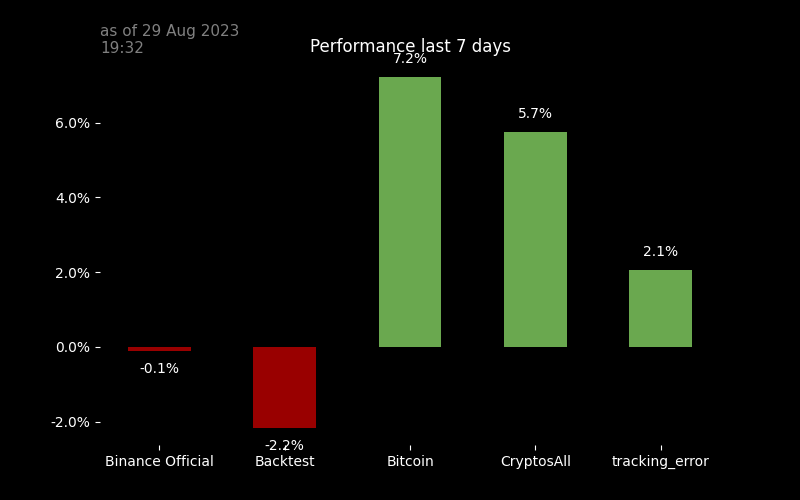 as of 29 Aug 2023
19:32
Performance last 7 days
7.2%
5.7%
2.1%
-0.1%
-2.2%
6.0%
4.0%
2.0%
0.0%
-2.0%
Binance Official
Backtest
Bitcoin
CryptosAll
tracking_error